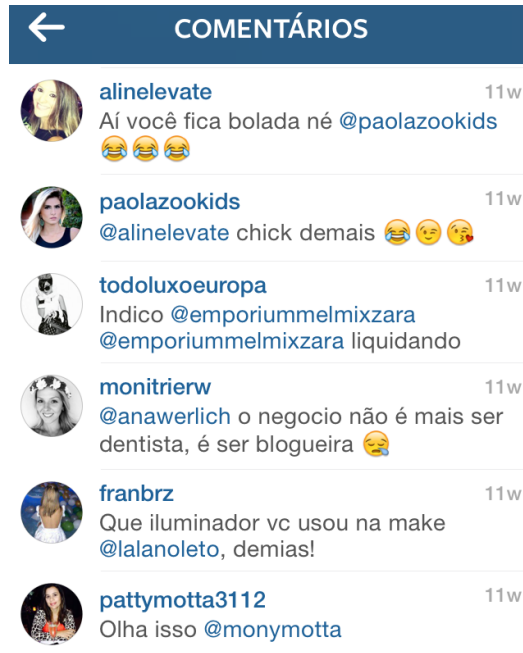 COMENTÁRIOS
alinelevate 11w
Aí você fica bolada né @paolazookids
😂😂😂
paolazookids 11w
@alinelevate chick demais 😂😉😘
todoluxoeuropa 11w
Indico @emporiummelmixzara
@emporiummelmixzara liquidando
monitrierw 11w
@anawerlich o negocio não é mais ser
dentista, é ser blogueira 😪
franbrz 11w
Que iluminador vc usou na make
@lalanoleto, demias!
pattymotta3112 11w
Olha isso @monymotta